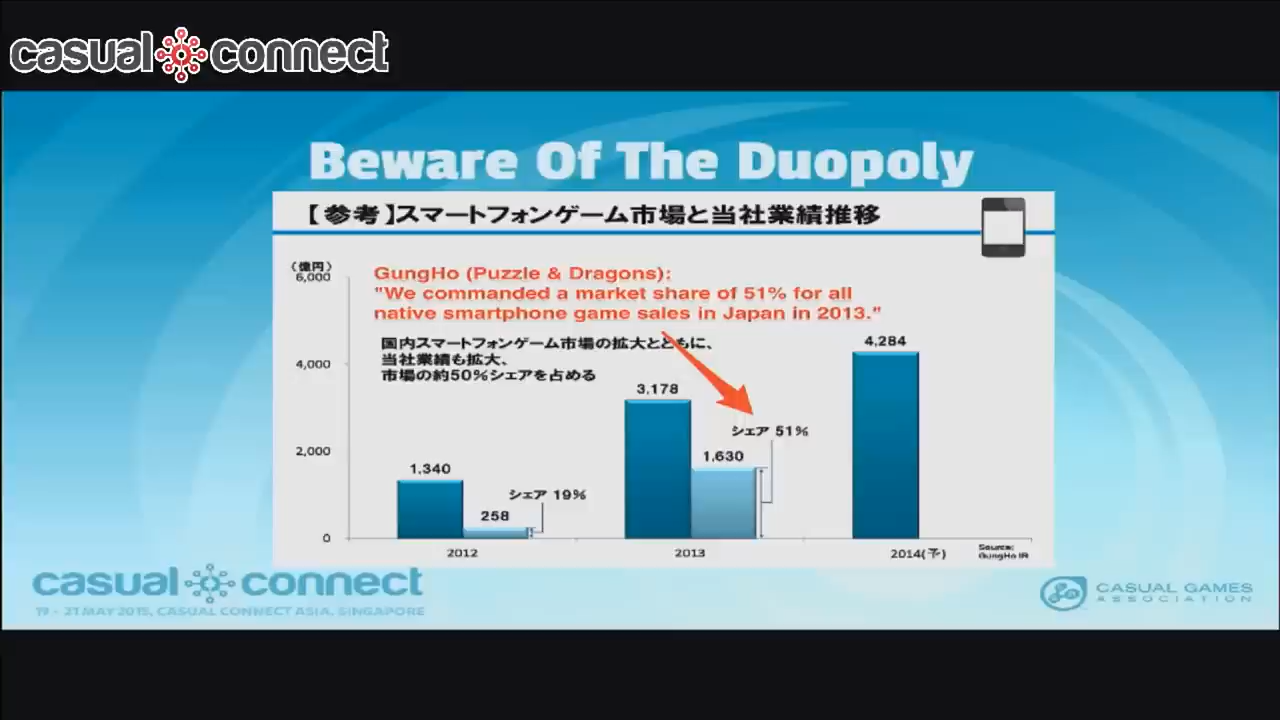 casual connect
Beware Of The Duopoly
【参考】スマートフォンゲーム市場と当社業績推移
(億円)
6,000
GungHo (Puzzle & Dragons):
"We commanded a market share of 51% for all
native smartphone game sales in Japan in 2013."
国内スマートフォンゲーム市場の拡大とともに、
当社業績も拡大、
市場の約50%シェアを占める
4,284
4,000
3,178
シェア 51%
2,000
1,630
1,340
シェア 19%
258
0
2012
2013
2014(予)
Source:
GungHo IR
casual connect
19 - 21 MAY 2015, CASUAL CONNECT ASIA, SINGAPORE
CASUAL GAMES
ASSOCIATION